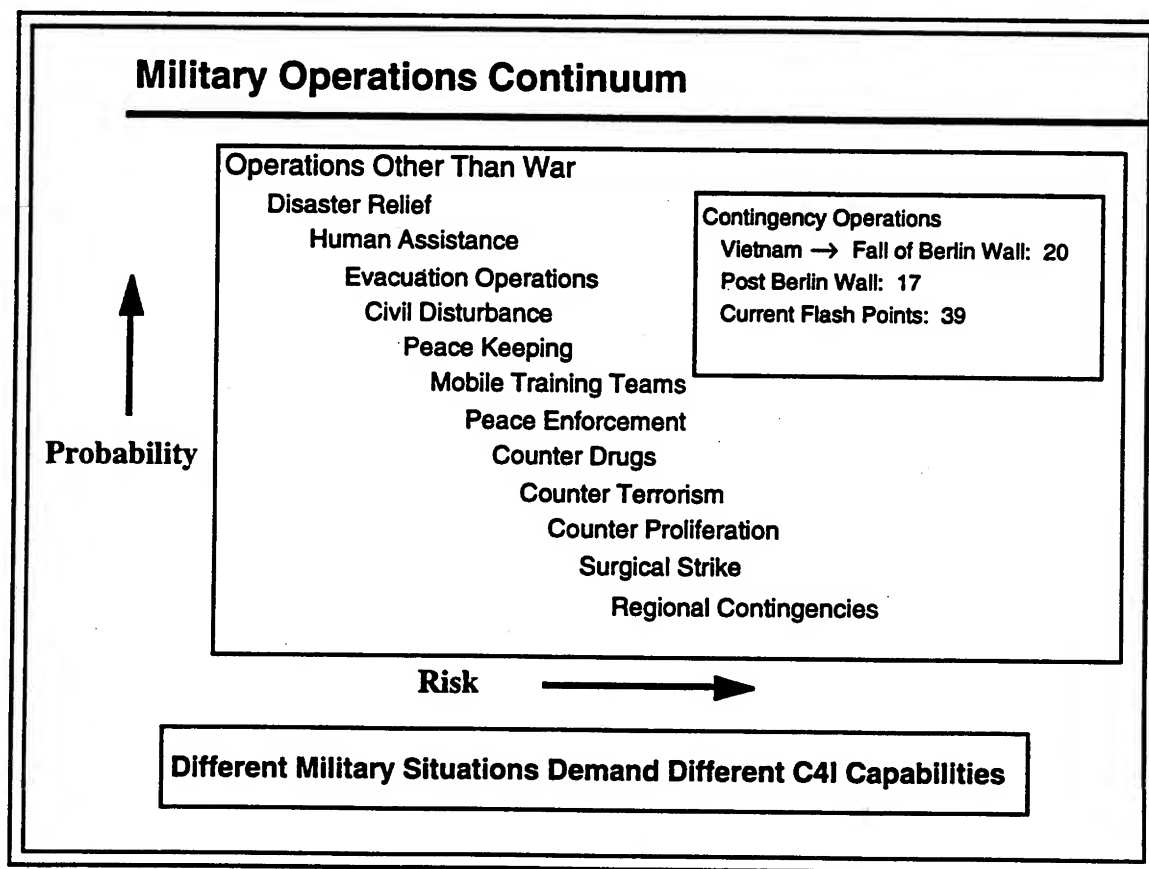 Military Operations Continuum
Operations Other Than War
Disaster Relief
Human Assistance
Evacuation Operations
Civil Disturbance
Peace Keeping
Mobile Training Teams
Peace Enforcement
Counter Drugs
Counter Terrorism
Counter Proliferation
Surgical Strike
Regional Contingencies
Contingency Operations
Vietnam → Fall of Berlin Wall: 20
Post Berlin Wall: 17
Current Flash Points: 39
Probability
Risk
Different Military Situations Demand Different C4I Capabilities